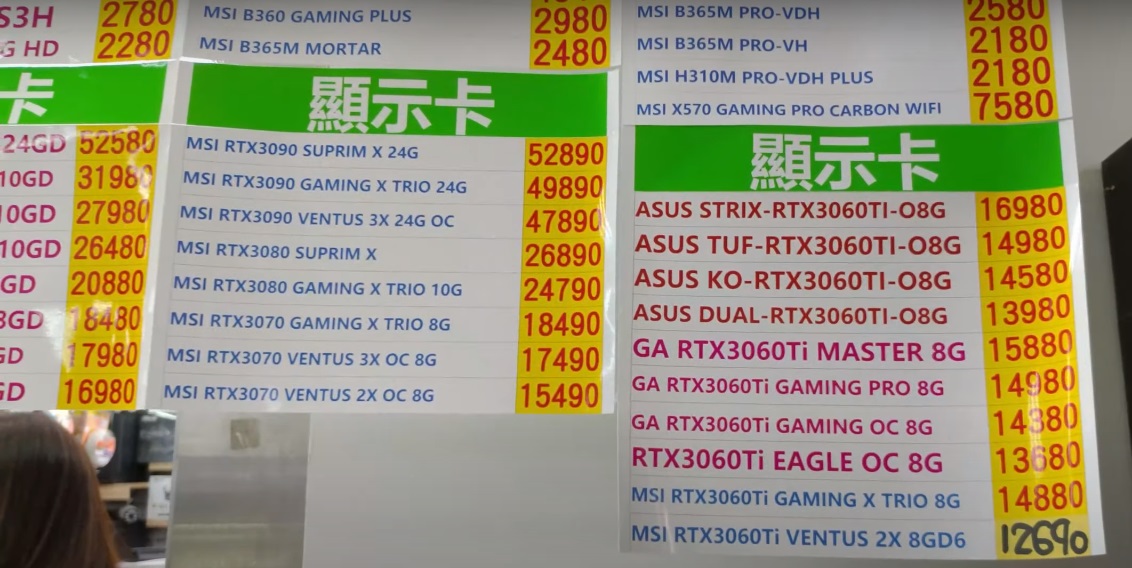 S3H 2780
G HD 2280
卡
24GD 52580
10GD 31980
10GD 27980
10GD 26480
GD 20880
8GD 18480
GD 17980
GD 16980
MSI B360 GAMING PLUS 2980
MSI B365M MORTAR 2480
顯示卡
MSI RTX3090 SUPRIM X 24G 52890
MSI RTX3090 GAMING X TRIO 24G 49890
MSI RTX3090 VENTUS 3X 24G OC 47890
MSI RTX3080 SUPRIM X 26890
MSI RTX3080 GAMING X TRIO 10G 24790
MSI RTX3070 GAMING X TRIO 8G 18490
MSI RTX3070 VENTUS 3X OC 8G 17490
MSI RTX3070 VENTUS 2X OC 8G 15490
MSI B365M PRO-VDH 2580
MSI B365M PRO-VH 2180
MSI H310M PRO-VDH PLUS 2180
MSI X570 GAMING PRO CARBON WIFI 7580
顯示卡
ASUS STRIX-RTX3060TI-O8G 16980
ASUS TUF-RTX3060TI-O8G 14980
ASUS KO-RTX3060TI-O8G 14580
ASUS DUAL-RTX3060TI-O8G 13980
GA RTX3060Ti MASTER 8G 15880
GA RTX3060Ti GAMING PRO 8G 14980
GA RTX3060Ti GAMING OC 8G 14380
RTX3060Ti EAGLE OC 8G 13680
MSI RTX3060Ti GAMING X TRIO 8G 14880
MSI RTX3060Ti VENTUS 2X 8GD6 12690